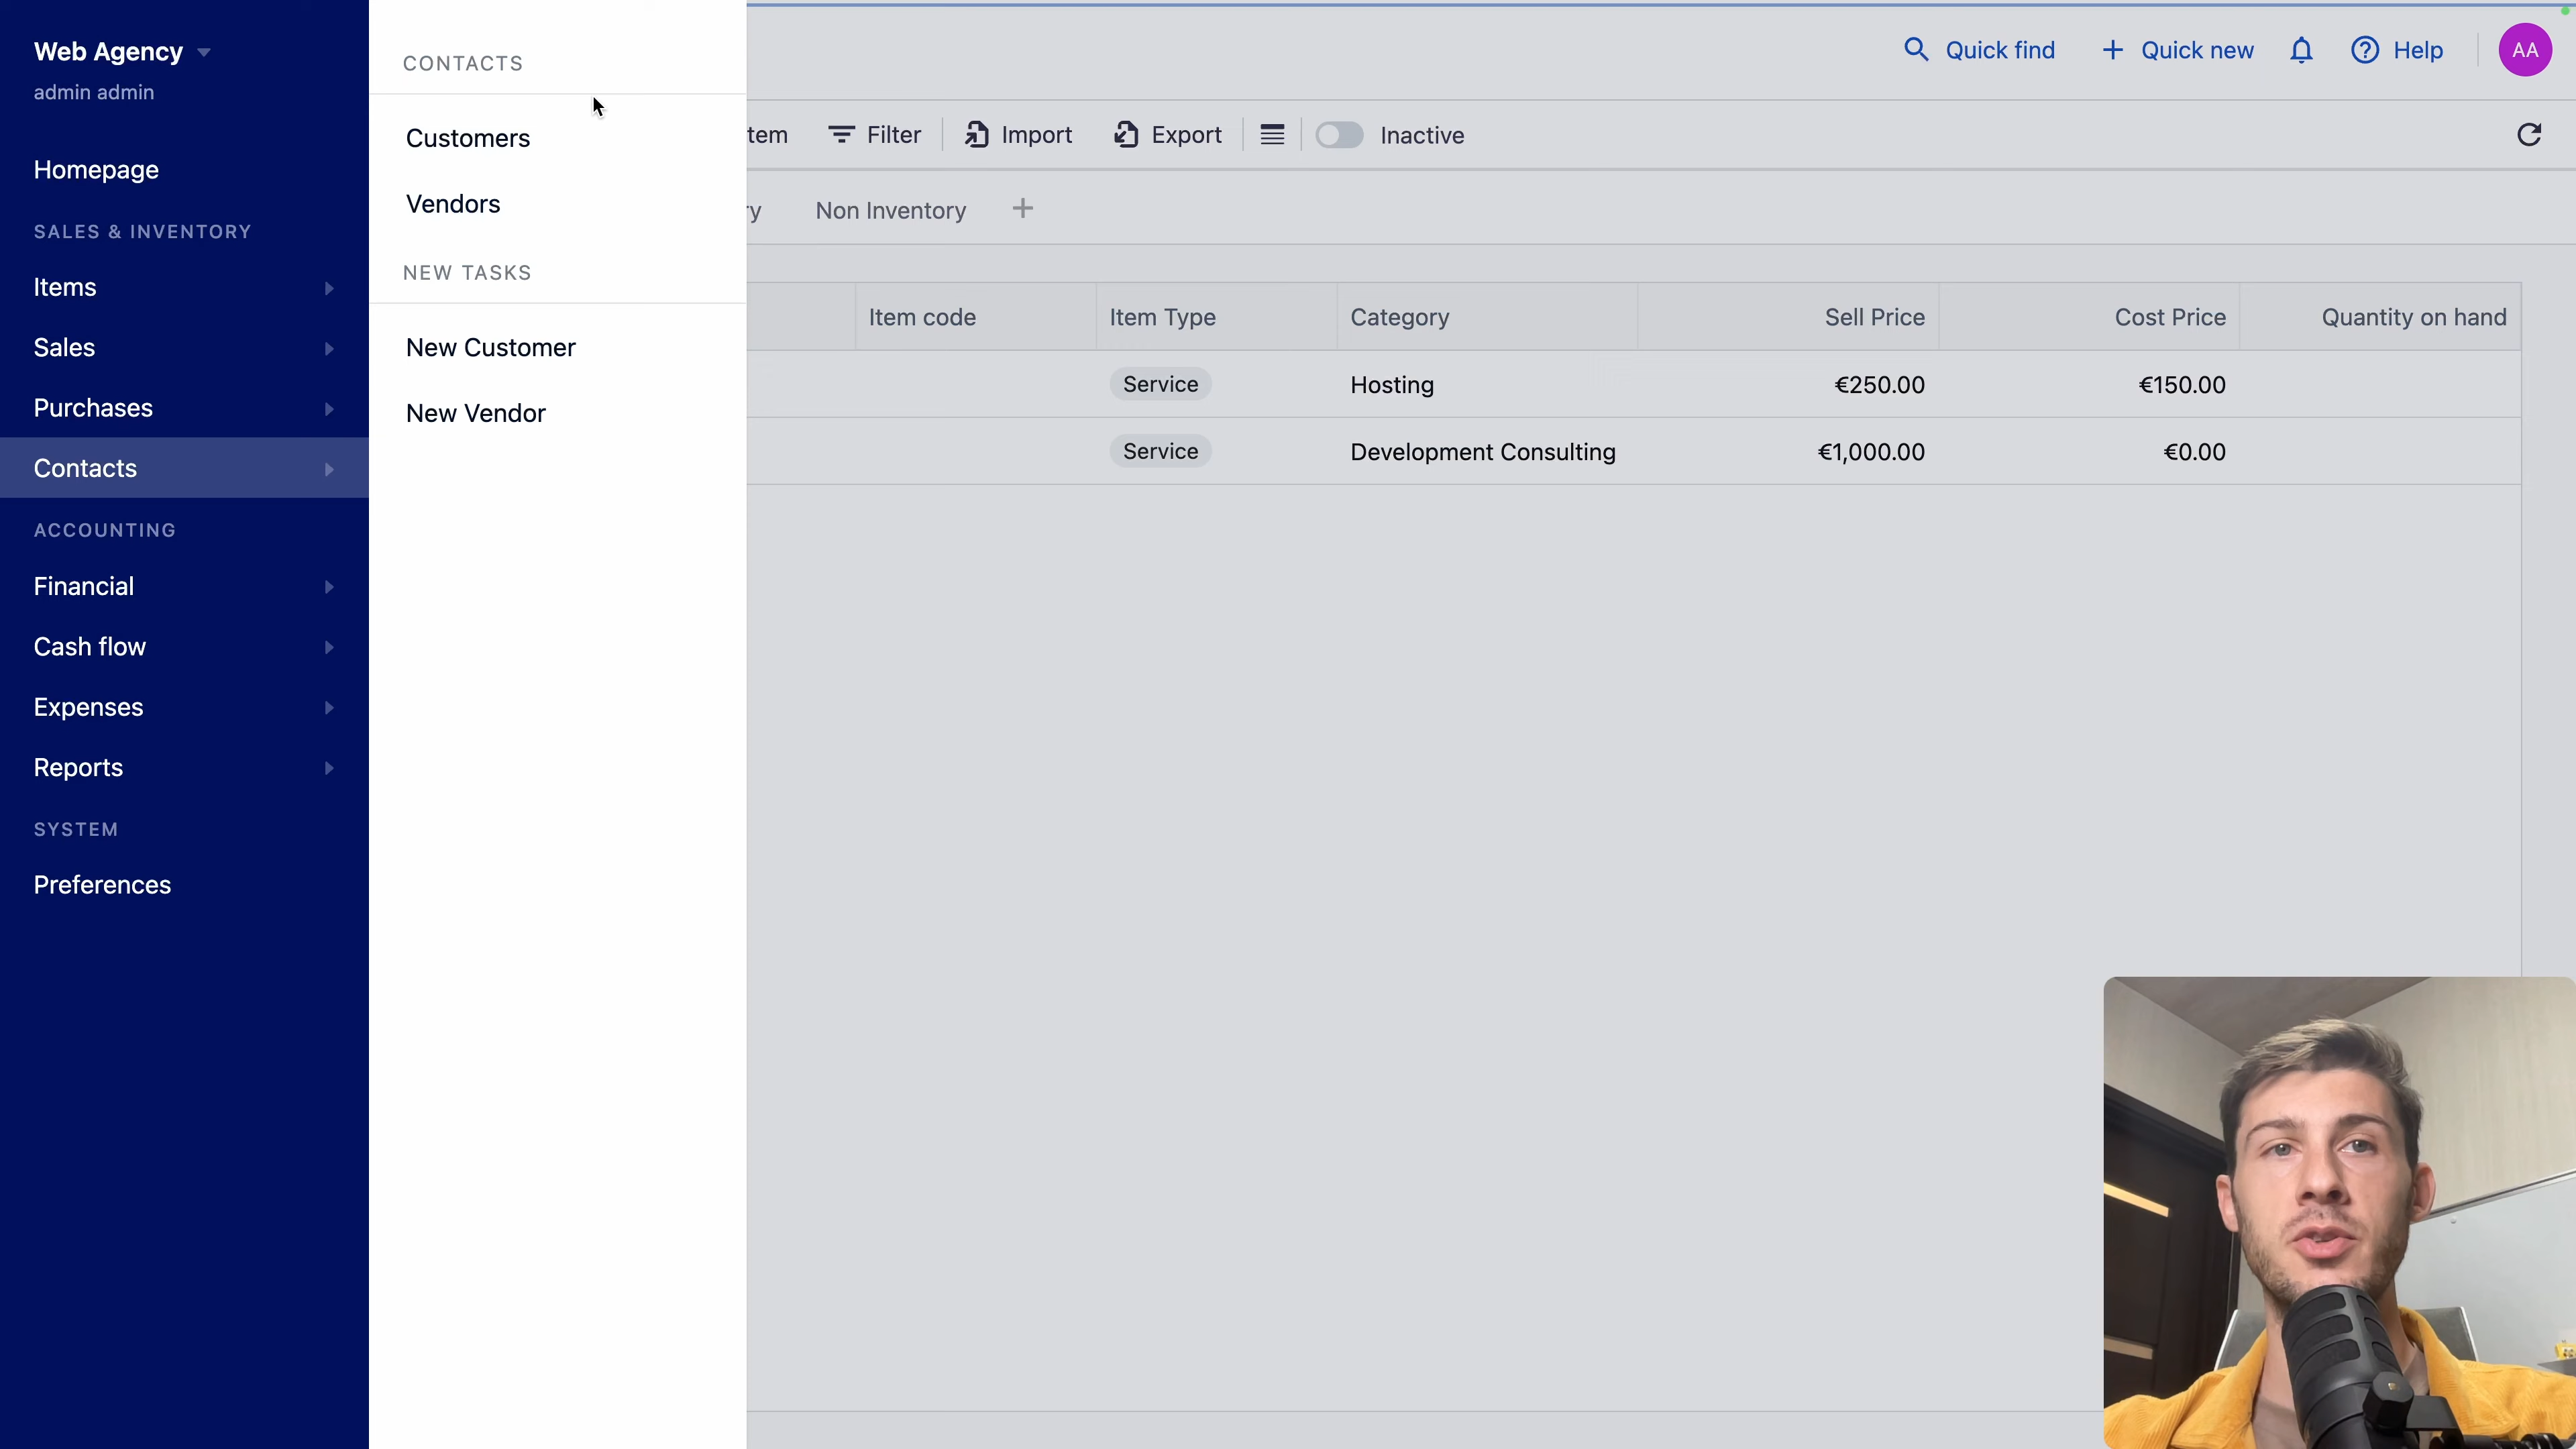 Web Agency
admin admin
Homepage
SALES & INVENTORY
Items
Sales
Purchases
Contacts
ACCOUNTING
Financial
Cash flow
Expenses
Reports
SYSTEM
Preferences
CONTACTS
Customers
Vendors
NEW TASKS
New Customer
New Vendor
Quick find Quick new Help AA
tem Filter Import Export Inactive
y Non Inventory
Item code Item Type Category Sell Price Cost Price Quantity on hand
Service Hosting €250.00 €150.00
Service Development Consulting €1,000.00 €0.00